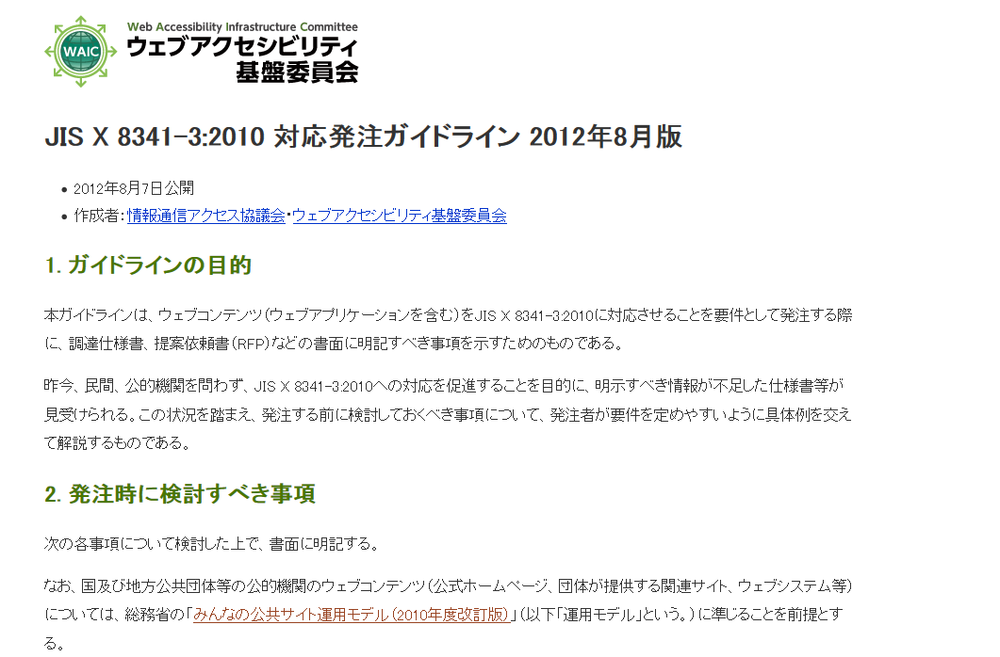 Web Accessibility Infrastructure Committee
WAIC
ウェブアクセシビリティ
基盤委員会
JIS X 8341-3:2010 対応発注ガイドライン 2012年8月版
• 2012年8月7日公開
• 作成者：情報通信アクセス協議会・ウェブアクセシビリティ基盤委員会
1. ガイドラインの目的
本ガイドラインは、ウェブコンテンツ（ウェブアプリケーションを含む）をJIS X 8341-3:2010に対応させることを要件として発注する際
に、調達仕様書、提案依頼書（RFP）などの書面に明記すべき事項を示すためのものである。
昨今、民間、公的機関を問わず、JIS X 8341-3:2010への対応を促進することを目的に、明示すべき情報が不足した仕様書等が
見受けられる。この状況を踏まえ、発注する前に検討しておくべき事項について、発注者が要件を定めやすいように具体例を交え
て解説するものである。
2. 発注時に検討すべき事項
次の各事項について検討した上で、書面に明記する。
なお、国及び地方公共団体等の公的機関のウェブコンテンツ（公式ホームページ、団体が提供する関連サイト、ウェブシステム等）
については、総務省の「みんなの公共サイト運用モデル（2010年度改訂版）」（以下「運用モデル」という。）に準じることを前提とす
る。